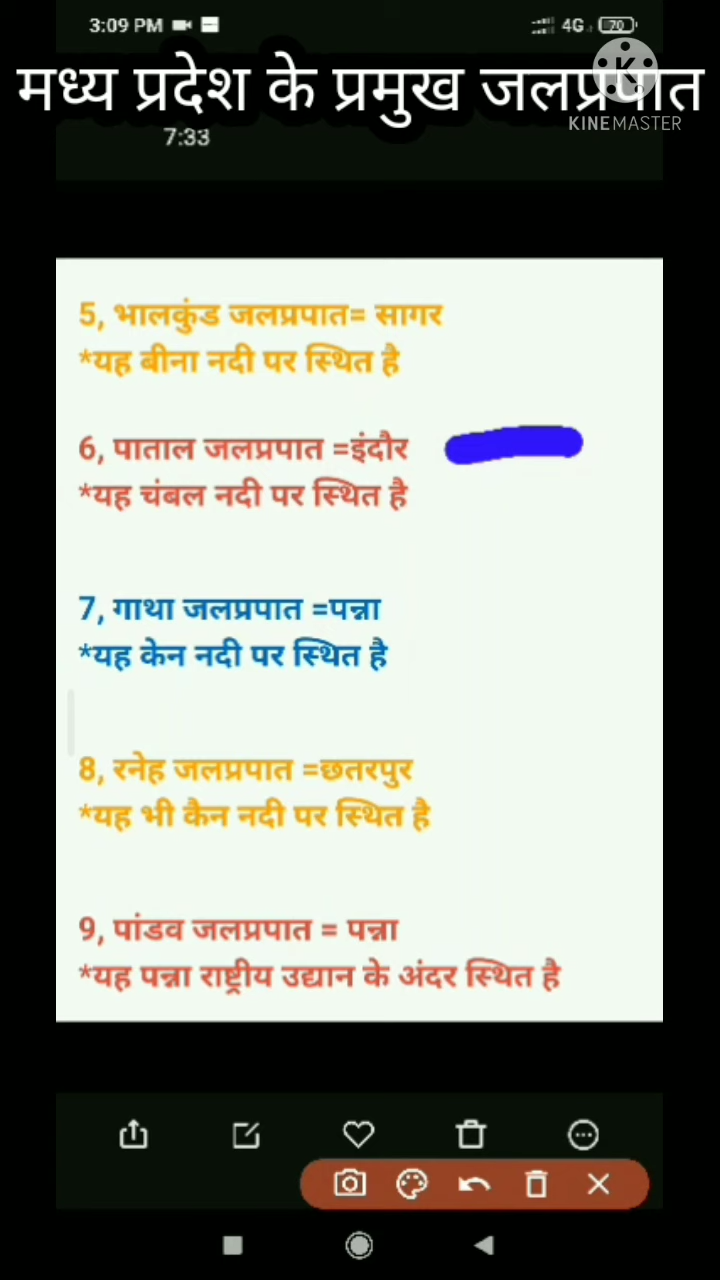 3:09 PM
4G 70
मध्य प्रदेश के प्रमुख जलप्रपात
K
KINEMASTER
7:33
5, भालकुंड जलप्रपात= सागर
*यह बीना नदी पर स्थित है
6, पाताल जलप्रपात =इंदौर
*यह चंबल नदी पर स्थित है
7, गाथा जलप्रपात =पन्ना
*यह केन नदी पर स्थित है
8, रनेह जलप्रपात =छतरपुर
*यह भी कैन नदी पर स्थित है
9, पांडव जलप्रपात = पन्ना
*यह पन्ना राष्ट्रीय उद्यान के अंदर स्थित है